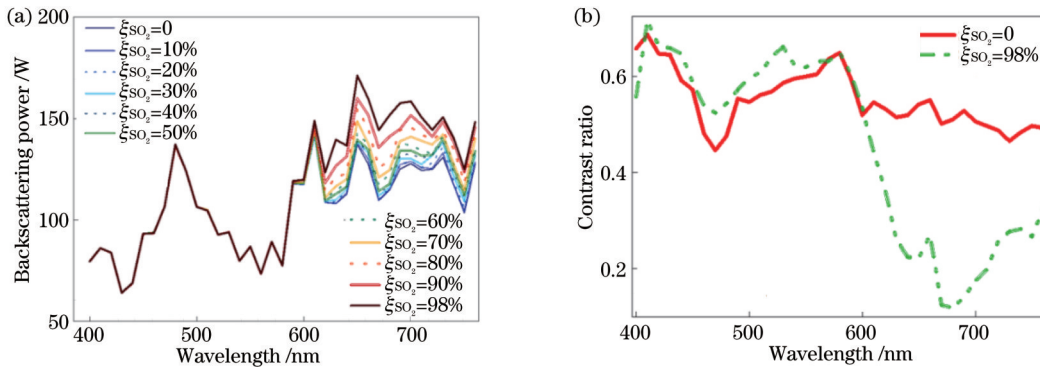 (a)
200
150
100
50
Backscattering power /W
ξSO₂=0
ξSO₂=10%
ξSO₂=20%
ξSO₂=30%
ξSO₂=40%
ξSO₂=50%
ξSO₂=60%
ξSO₂=70%
ξSO₂=80%
ξSO₂=90%
ξSO₂=98%
400 500 600 700
Wavelength /nm
(b)
0.6
0.4
0.2
Contrast ratio
ξSO₂=0
ξSO₂=98%
400 500 600 700
Wavelength /nm